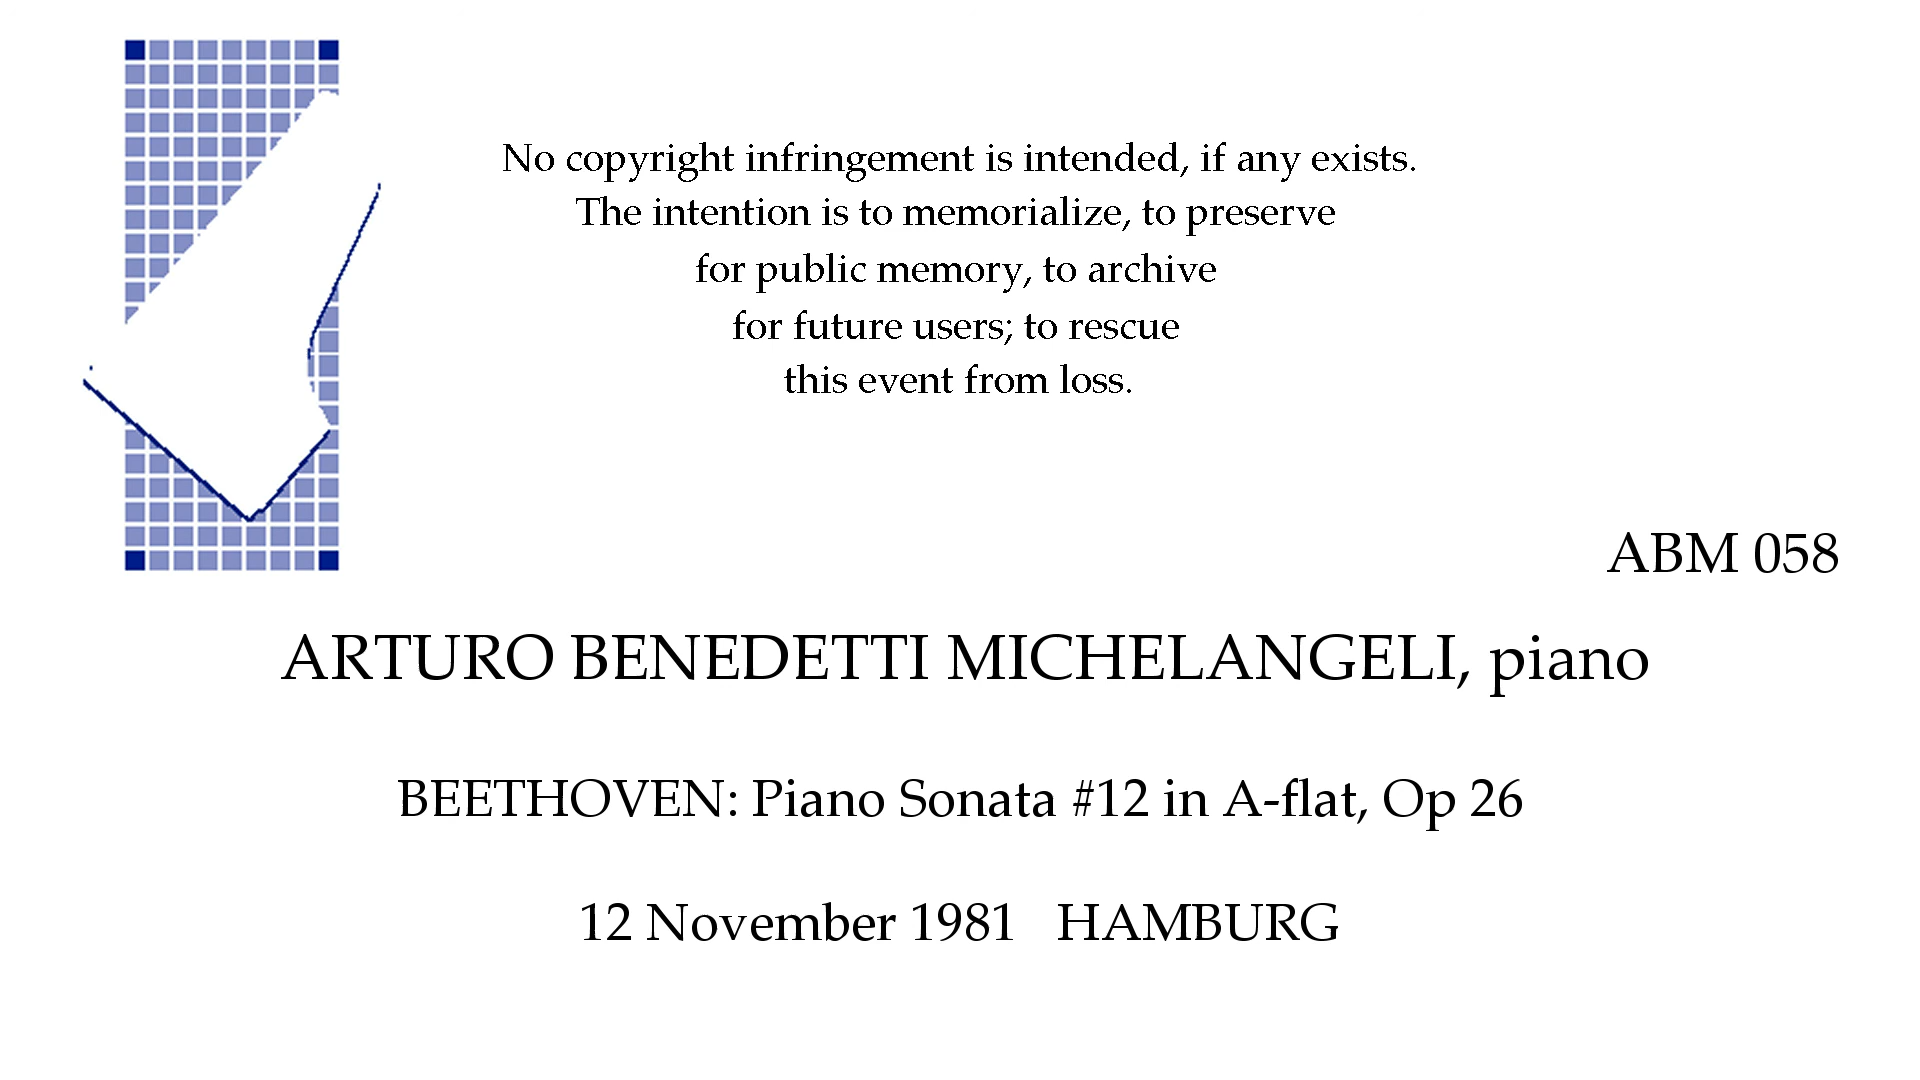 No copyright infringement is intended, if any exists.
The intention is to memorialize, to preserve
for public memory, to archive
for future users; to rescue
this event from loss.
ABM 058
ARTURO BENEDETTI MICHELANGELI, piano
BEETHOVEN: Piano Sonata #12 in A-flat, Op 26
12 November 1981 HAMBURG